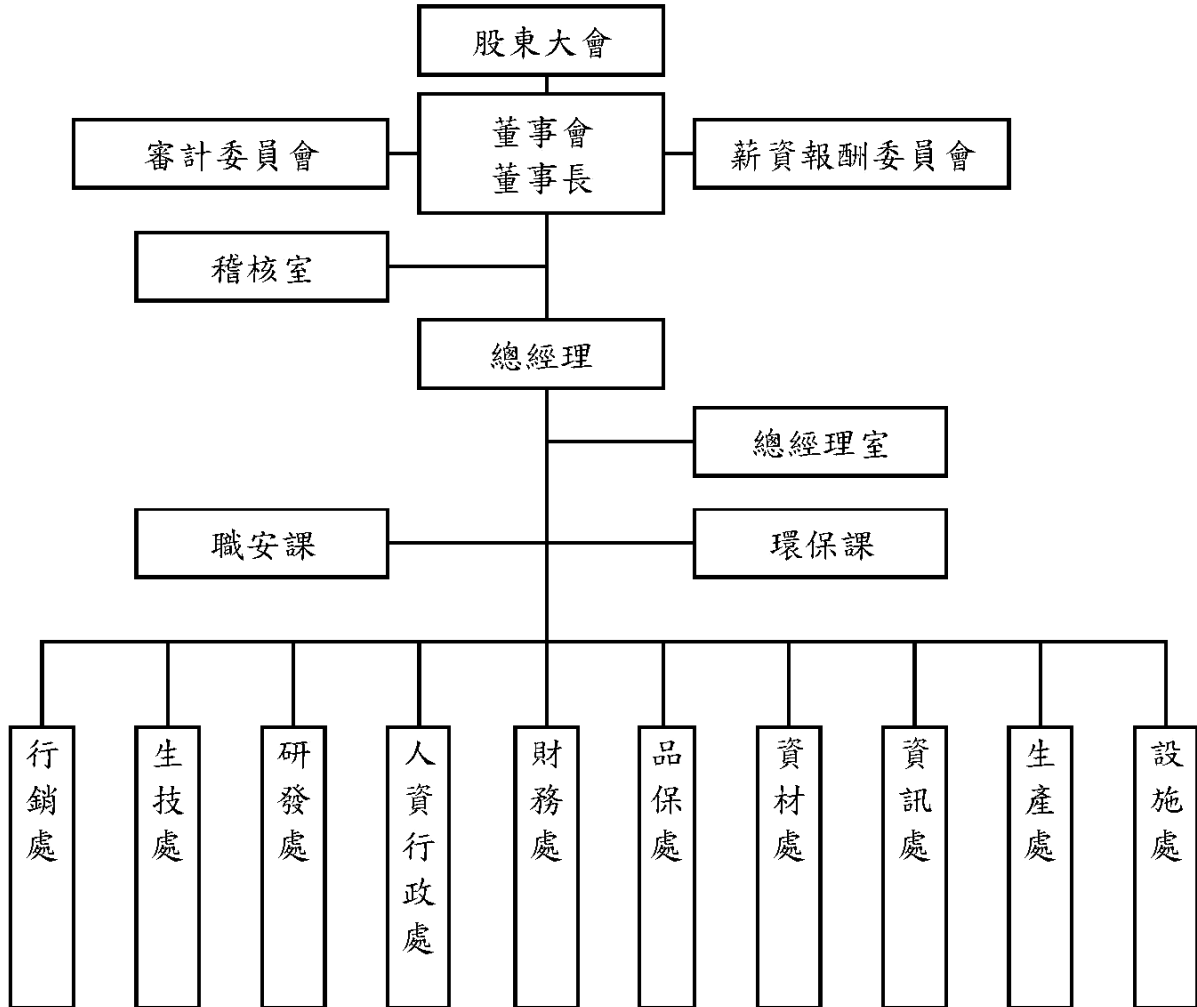 股東大會
董事會
董事長
審計委員會
薪資報酬委員會
稽核室
總經理
總經理室
職安課
環保課
行銷處
生技處
研發處
人資行政處
財務處
品保處
資材處
資訊處
生產處
設施處